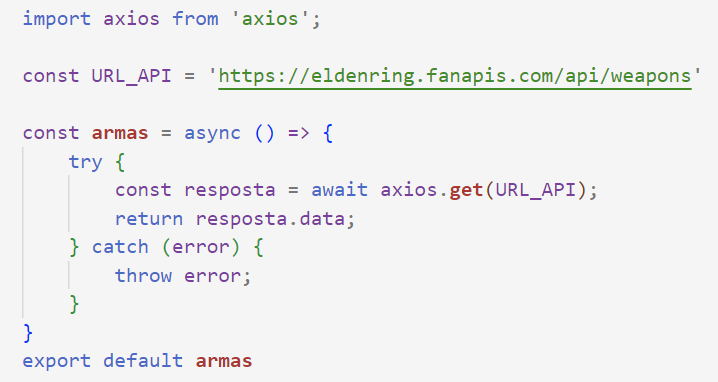 import axios from 'axios';
const URL_API = 'https://eldenring.fanapis.com/api/weapons'
const armas = async () => {
try {
const resposta = await axios.get(URL_API);
return resposta.data;
} catch (error) {
throw error;
}
}
export default armas